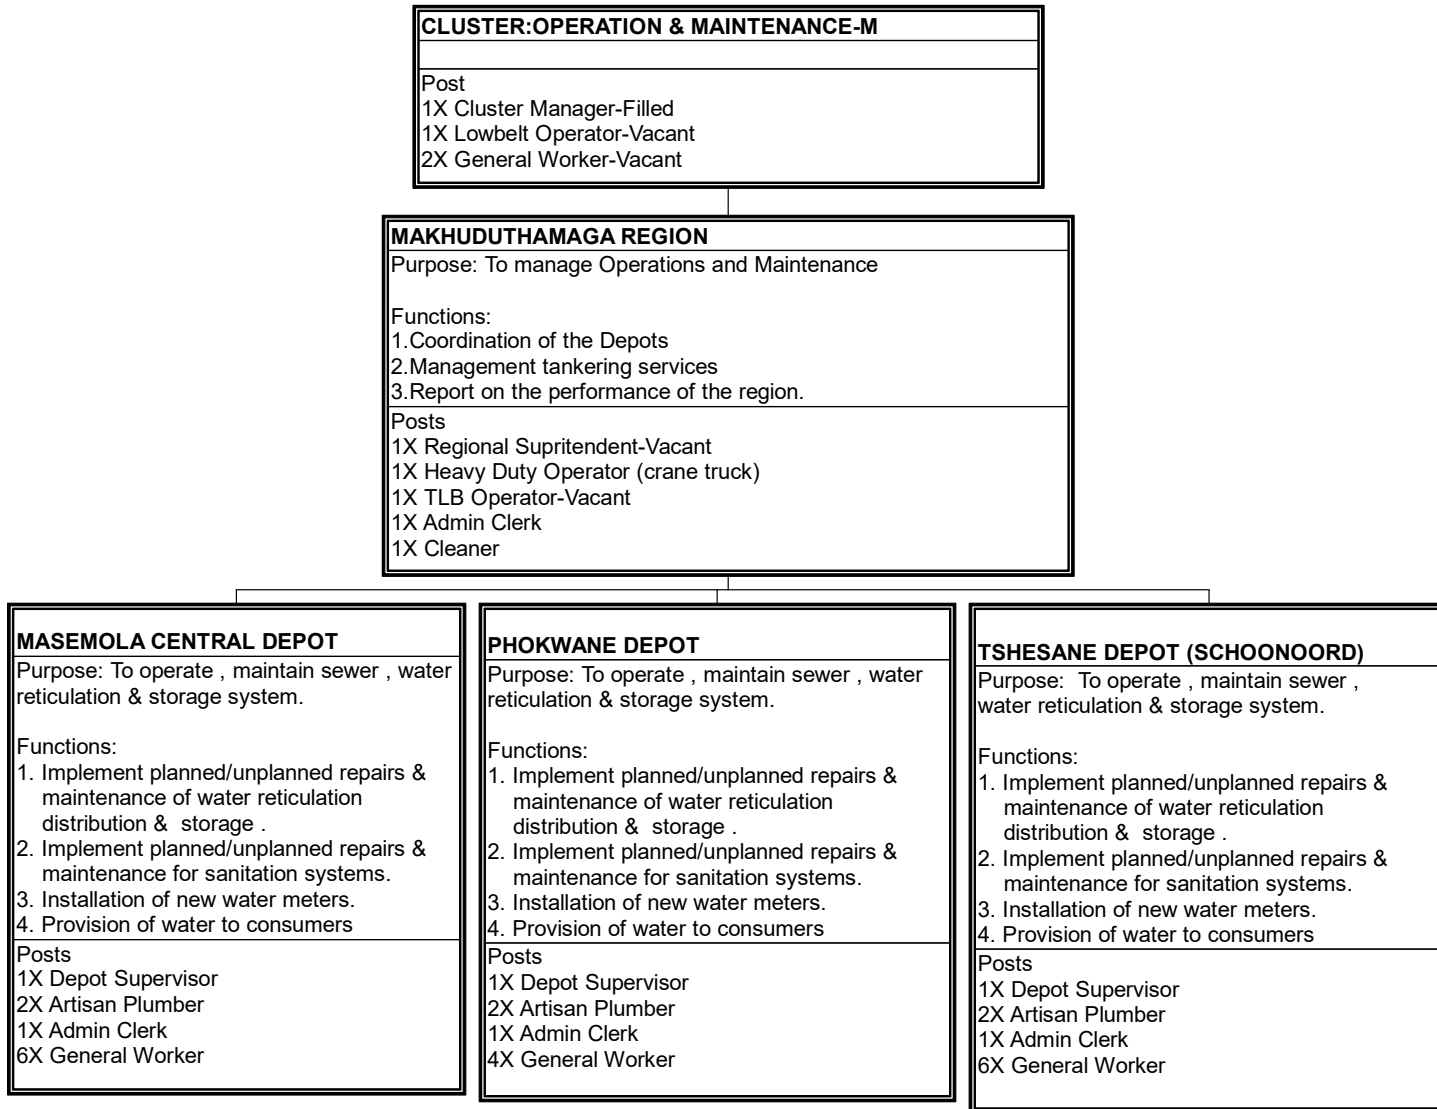 CLUSTER:OPERATION & MAINTENANCE-M
Post
1X Cluster Manager-Filled
1X Lowbelt Operator-Vacant
2X General Worker-Vacant
MAKHUDUTHAMAGA REGION
Purpose: To manage Operations and Maintenance
Functions:
1.Coordination of the Depots
2.Management tankering services
3.Report on the performance of the region.
Posts
1X Regional Supritendent-Vacant
1X Heavy Duty Operator (crane truck)
1X TLB Operator-Vacant
1X Admin Clerk
1X Cleaner
MASEMOLA CENTRAL DEPOT
Purpose: To operate , maintain sewer , water
reticulation & storage system.
Functions:
1. Implement planned/unplanned repairs &
maintenance of water reticulation
distribution &  storage .
2. Implement planned/unplanned repairs &
maintenance for sanitation systems.
3. Installation of new water meters.
4. Provision of water to consumers
Posts
1X Depot Supervisor
2X Artisan Plumber
1X Admin Clerk
6X General Worker
PHOKWANE DEPOT
Purpose: To operate , maintain sewer , water
reticulation & storage system.
Functions:
1. Implement planned/unplanned repairs &
maintenance of water reticulation
distribution &  storage .
2. Implement planned/unplanned repairs &
maintenance for sanitation systems.
3. Installation of new water meters.
4. Provision of water to consumers
Posts
1X Depot Supervisor
2X Artisan Plumber
1X Admin Clerk
4X General Worker
TSHESANE DEPOT (SCHOONOORD)
Purpose:  To operate , maintain sewer ,
water reticulation & storage system.
Functions:
1. Implement planned/unplanned repairs &
maintenance of water reticulation
distribution &  storage .
2. Implement planned/unplanned repairs &
maintenance for sanitation systems.
3. Installation of new water meters.
4. Provision of water to consumers
Posts
1X Depot Supervisor
2X Artisan Plumber
1X Admin Clerk
6X General Worker